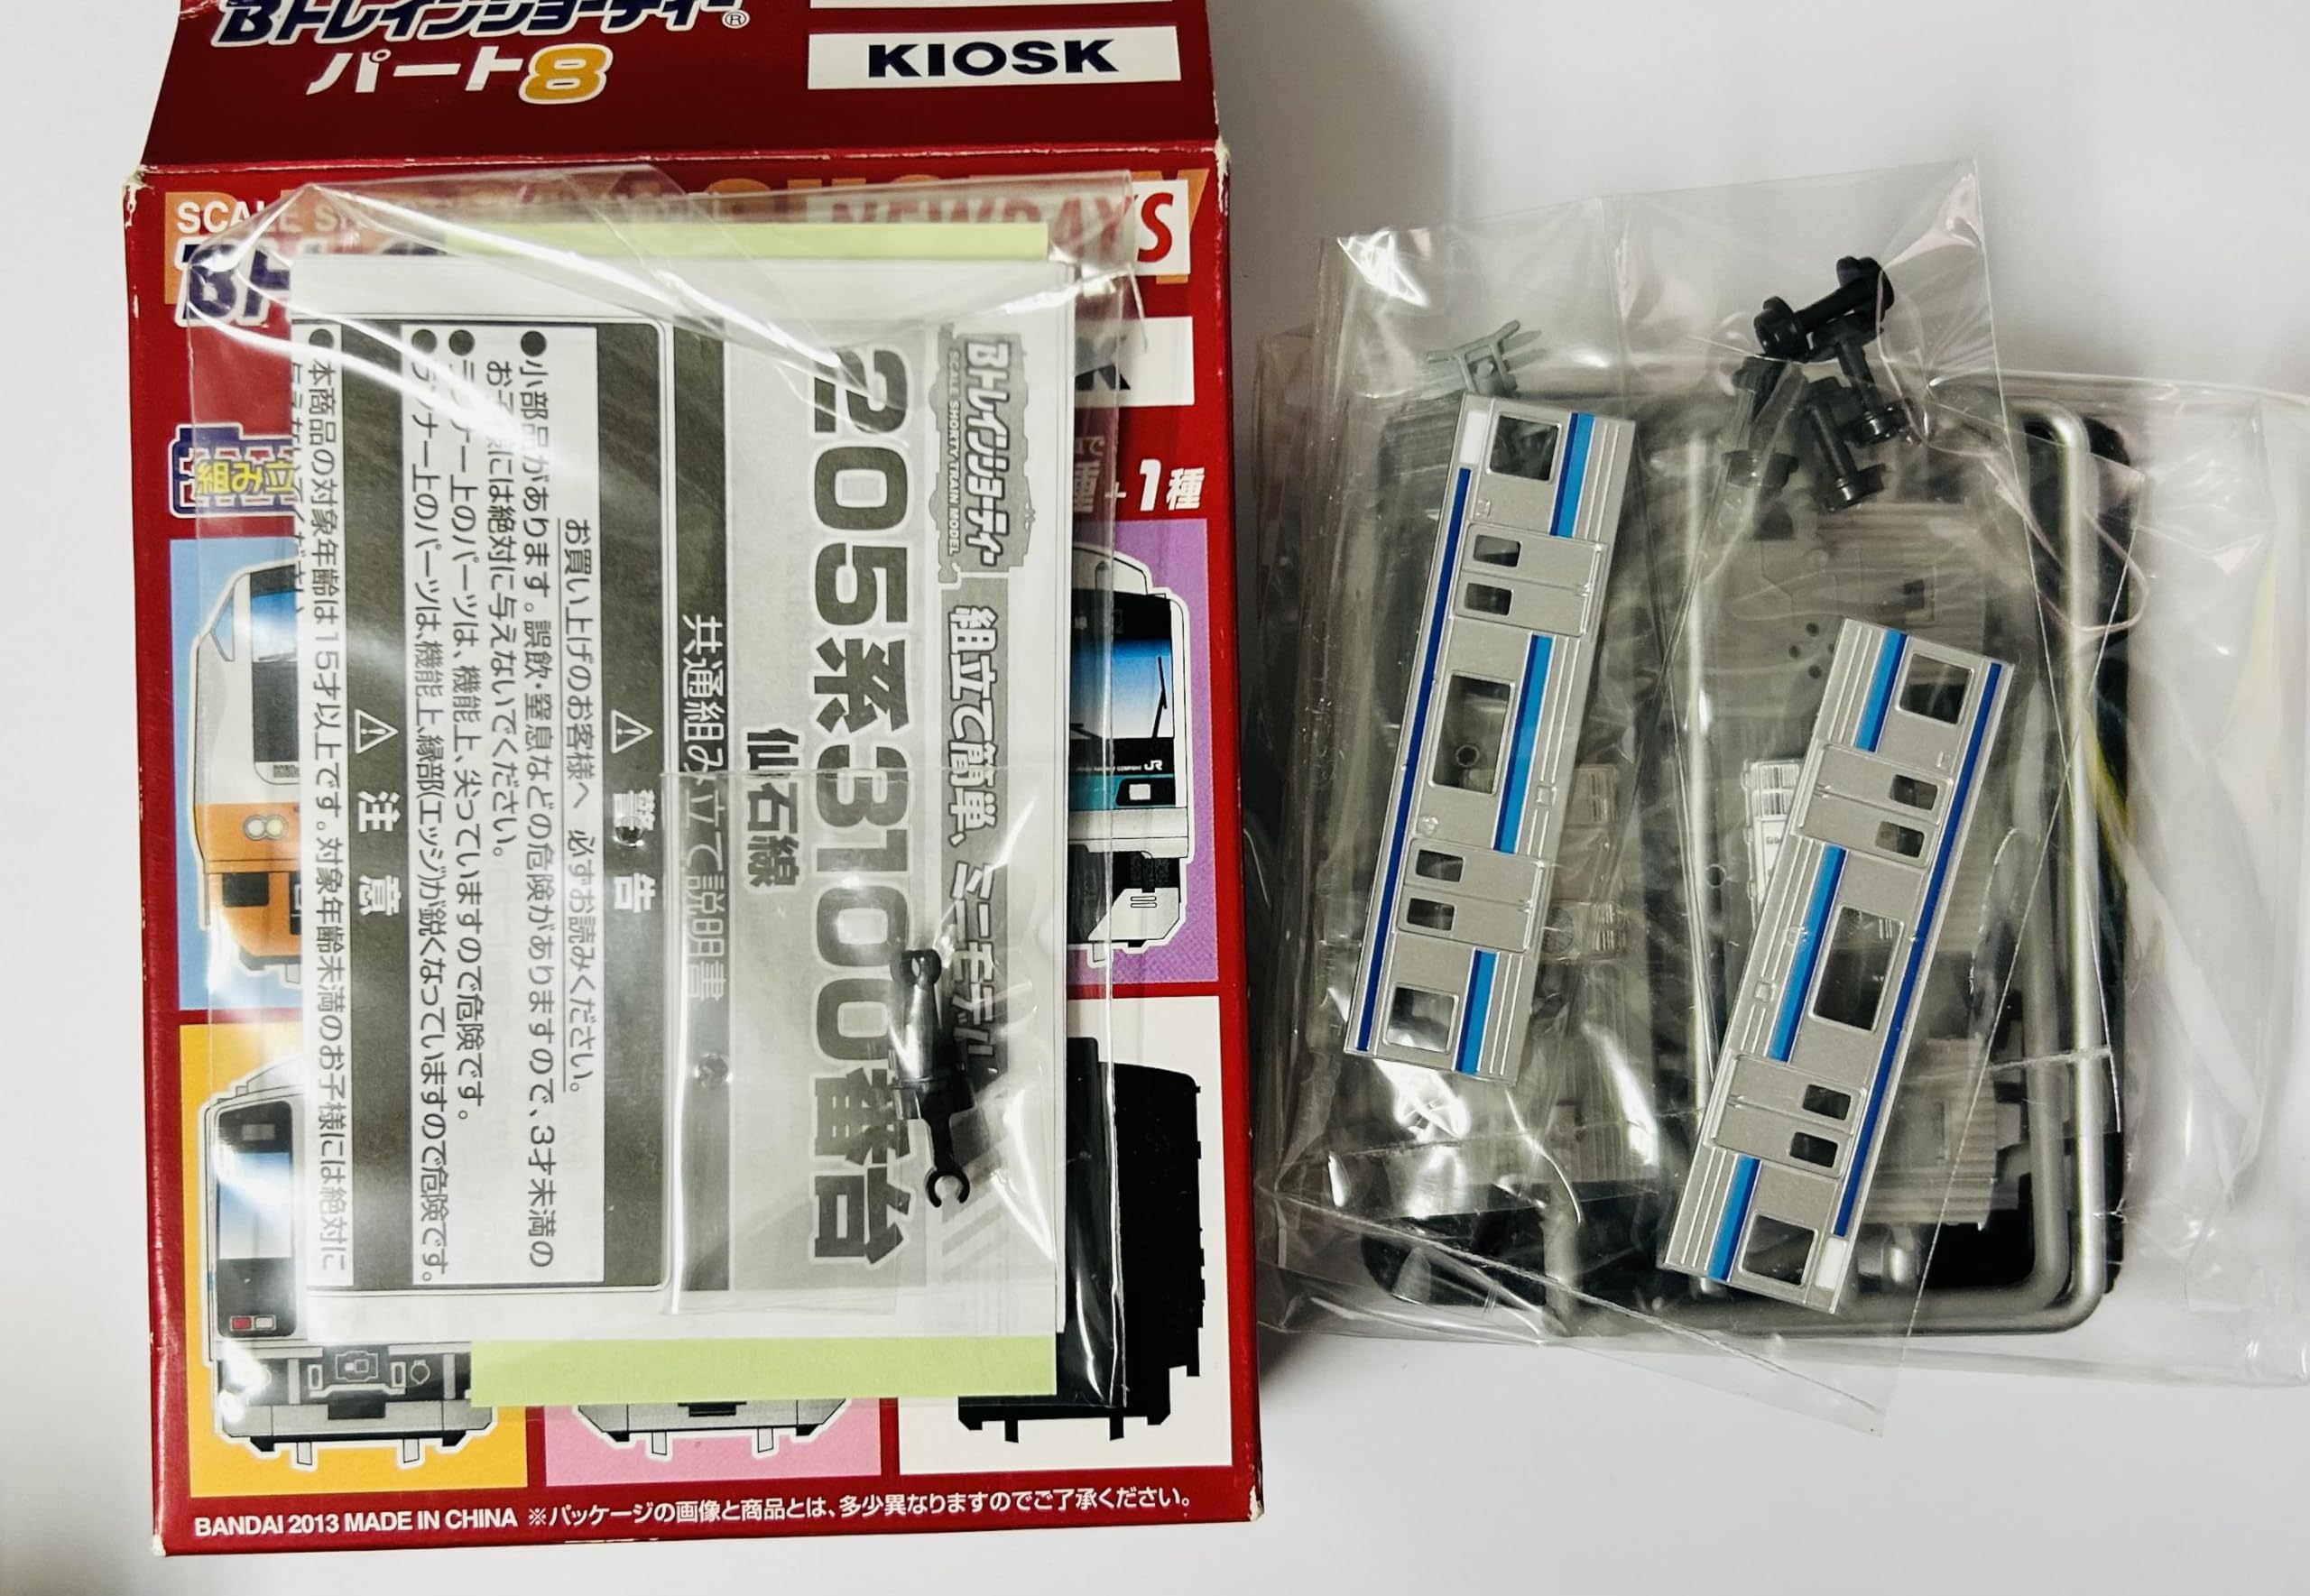 Bトレインショーティー®
パート8
KIOSK
NEWDAYS
組み
+1種
Bトレインショーティー
SCALE SHORTY TRAIN MODEL
組立て簡単、ミニモデル
205系3100番台
仙石線
共通組み立て説明書
⚠警告
お買い上げのお客様へ 必ずお読みください。
●小部品があります。誤飲・窒息などの危険がありますので、3才未満の
お子様には絶対に与えないでください。
●ランナー上のパーツは、機能上、尖っていますので危険です。
●ランナー上のパーツは、機能上、縁部(エッジ)が鋭くなっていますので危険です。
⚠注意
●本商品の対象年齢は15才以上です。対象年齢未満のお子様には絶対に
JR
BANDAI 2013 MADE IN CHINA ※パッケージの画像と商品とは、多少異なりますのでご了承ください。